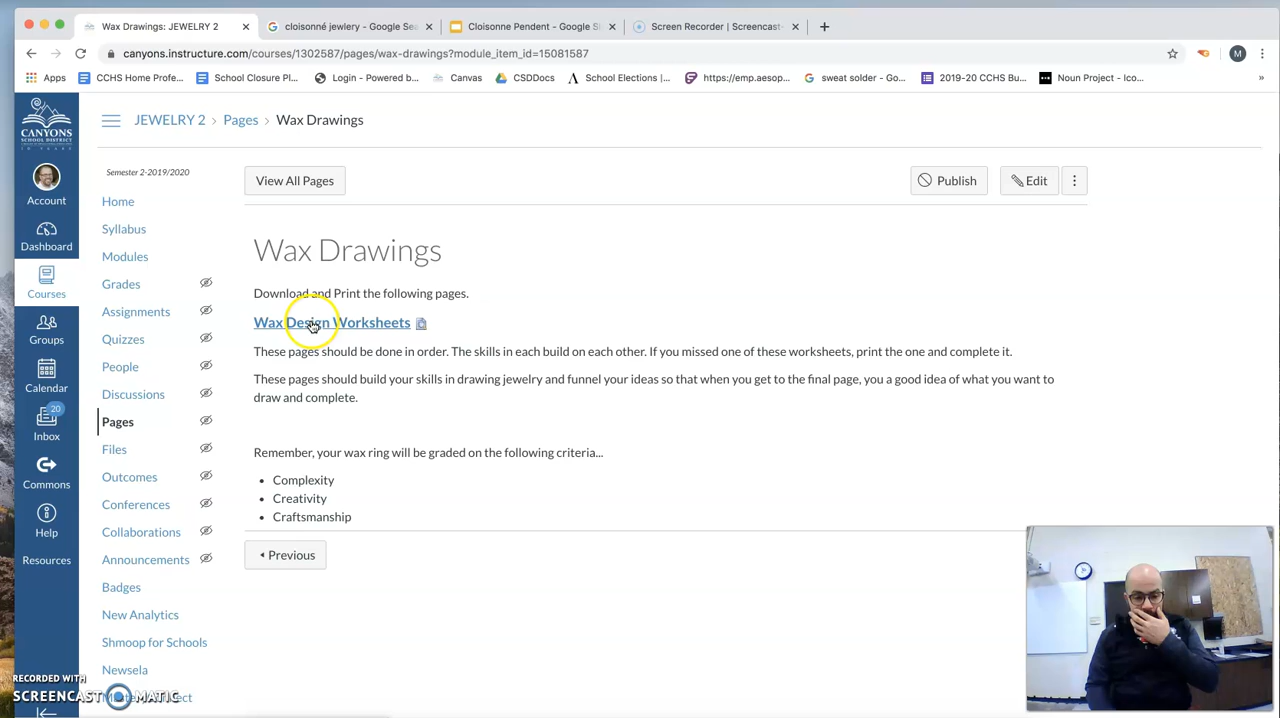 Wax Drawings: JEWELRY 2
cloisonné jewlery - Google Se
Cloisonne Pendent - Google Sl
Screen Recorder | Screencast-
canyons.instructure.com/courses/1302587/pages/wax-drawings?module_item_id=15081587
M
Apps
CCHS Home Profe...
School Closure Pl...
Login - Powered b...
Canvas
CSDDocs
School Elections |...
https://emp.aesop...
sweat solder - Go...
2019-20 CCHS Bu...
Noun Project - Ico...
»
CANYONS
SCHOOL DISTRICT
JEWELRY 2 > Pages > Wax Drawings
Semester 2-2019/2020
View All Pages
Publish
Edit
Account
Dashboard
Courses
Groups
Calendar
20
Inbox
Commons
Help
Resources
Home
Syllabus
Modules
Grades
Assignments
Quizzes
People
Discussions
Pages
Files
Outcomes
Conferences
Collaborations
Announcements
Badges
New Analytics
Shmoop for Schools
Newsela
Wax Drawings
Download and Print the following pages.
Wax Design Worksheets
These pages should be done in order. The skills in each build on each other. If you missed one of these worksheets, print the one and complete it.
These pages should build your skills in drawing jewelry and funnel your ideas so that when you get to the final page, you a good idea of what you want to
draw and complete.
Remember, your wax ring will be graded on the following criteria...
• Complexity
• Creativity
• Craftsmanship
Previous
RECORDED WITH
SCREENCAST MATIC